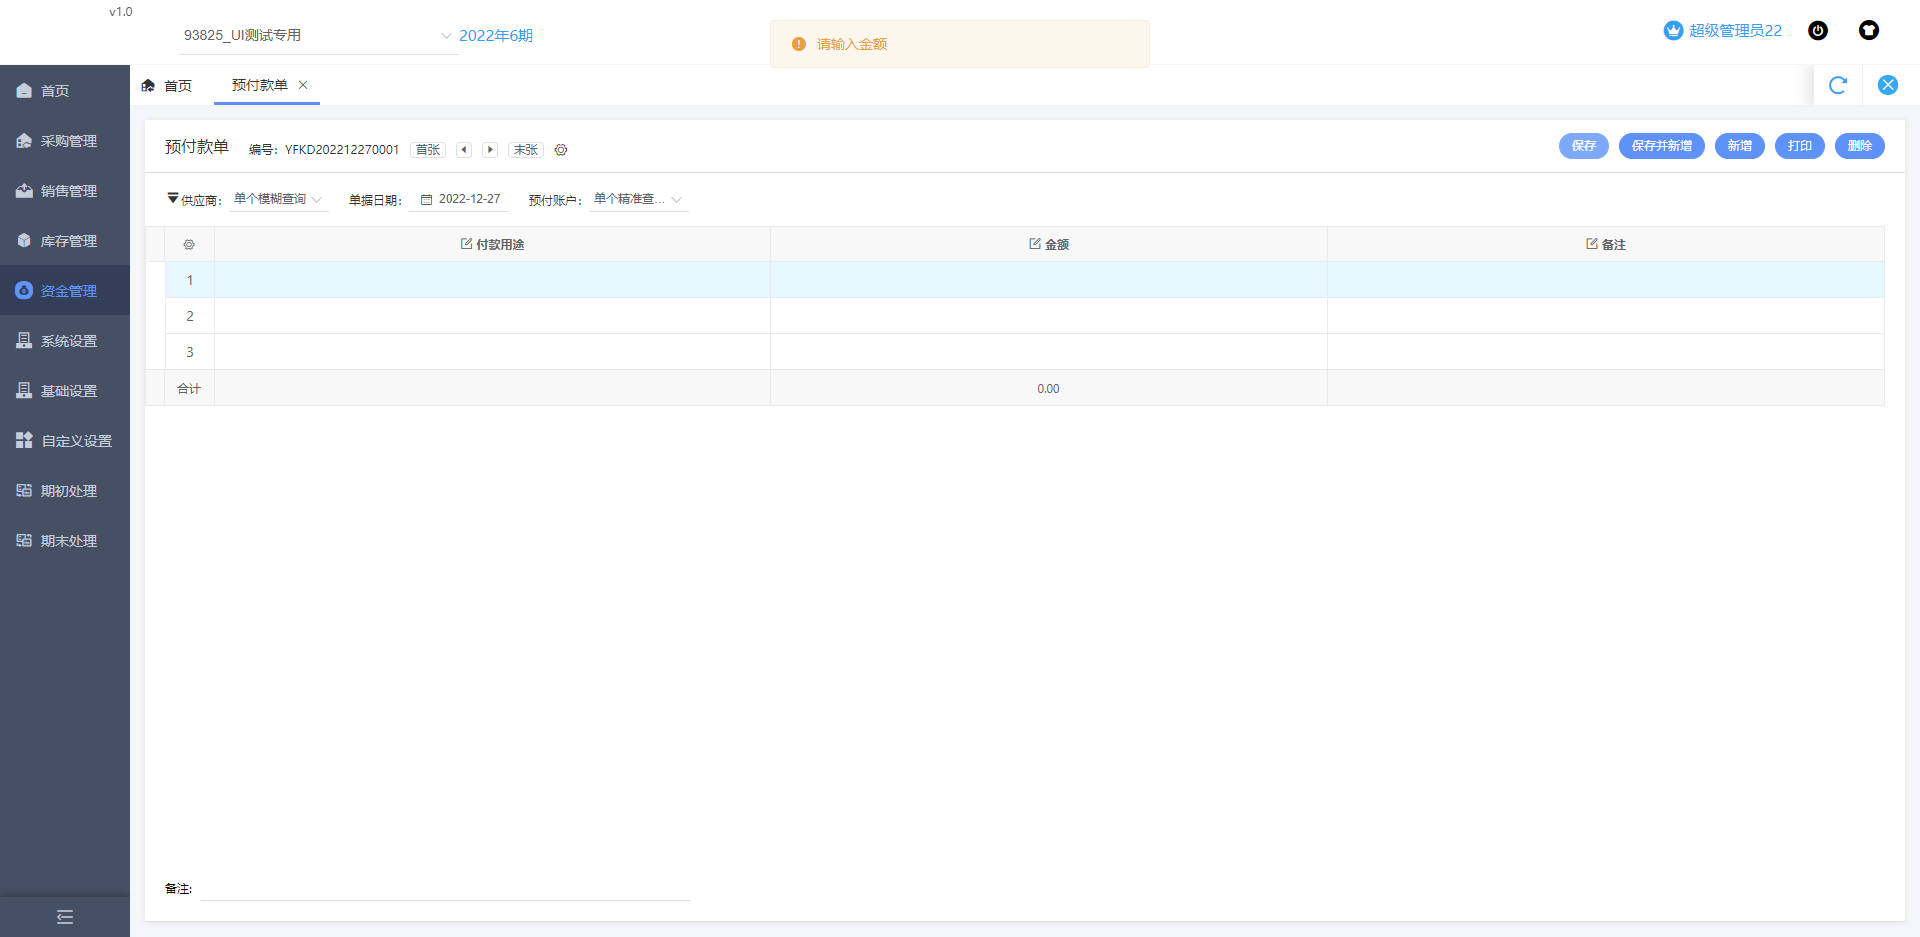 v1.0
93825_UI测试专用
2022年6期
请输入金额
超级管理员22
首页
采购管理
销售管理
库存管理
资金管理
系统设置
基础设置
自定义设置
期初处理
期末处理
首页
预付款单
预付款单
编号：YFKD202212270001
首张
末张
保存
保存并新增
新增
打印
删除
供应商：
单个模糊查询
单据日期：
2022-12-27
预付账户：
单个精准查...
付款用途
金额
备注
1
2
3
合计
0.00
备注：